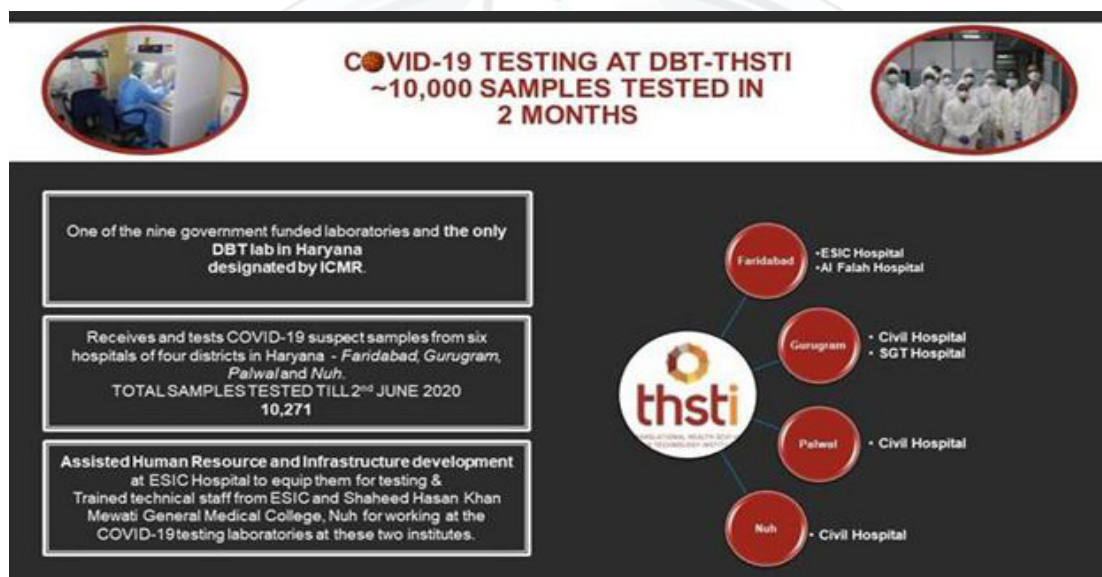 COVID-19 TESTING AT DBT-THSTI
~10,000 SAMPLES TESTED IN
2 MONTHS
One of the nine government funded laboratories and the only
DBT lab in Haryana
designated by ICMR.
Receives and tests COVID-19 suspect samples from six
hospitals of four districts in Haryana - Faridabad, Gurugram,
Palwal and Nuh.
TOTAL SAMPLES TESTED TILL 2nd JUNE 2020
10,271
Assisted Human Resource and Infrastructure development
at ESIC Hospital to equip them for testing &
Trained technical staff from ESIC and Shaheed Hasan Khan
Mewati General Medical College, Nuh for working at the
COVID-19 testing laboratories at these two institutes.
thsti
HEALTH
TECHNOLOGY
Faridabad
•ESIC Hospital
•Al Falah Hospital
Gurugram
• Civil Hospital
• SGT Hospital
Palwal
• Civil Hospital
Nuh
• Civil Hospital